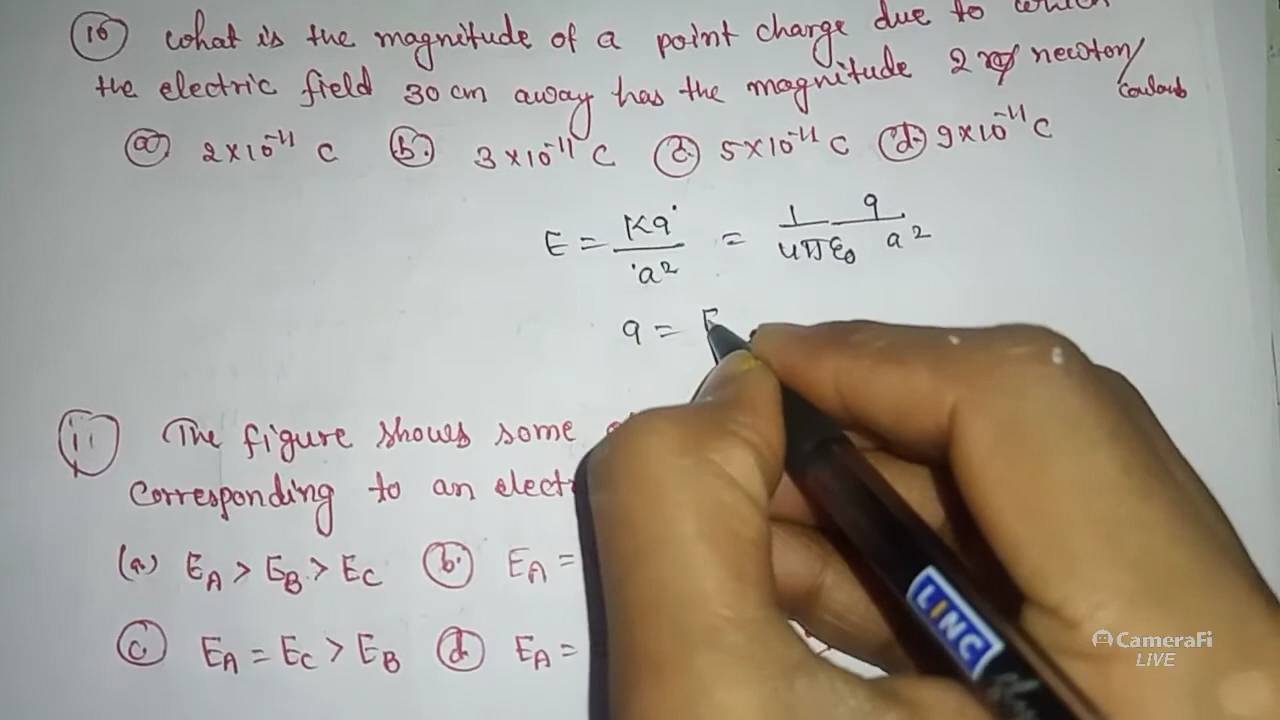 10 What is the magnitude of a point charge due to which
the electric field 30 cm away has the magnitude 2 newton/
Coulomb
(a) 2×10⁻¹¹ C (b.) 3×10⁻¹¹ C (c.) 5×10⁻¹¹ C (d.) 9×10⁻¹¹ C
E = Kq/a² = 1/4πε₀ q/a²
q = E
11 The figure shows some
Corresponding to an elect
(a) E_A > E_B > E_C (b.) E_A =
(c.) E_A = E_C > E_B (d.) E_A =
LINC
CameraFi
LIVE